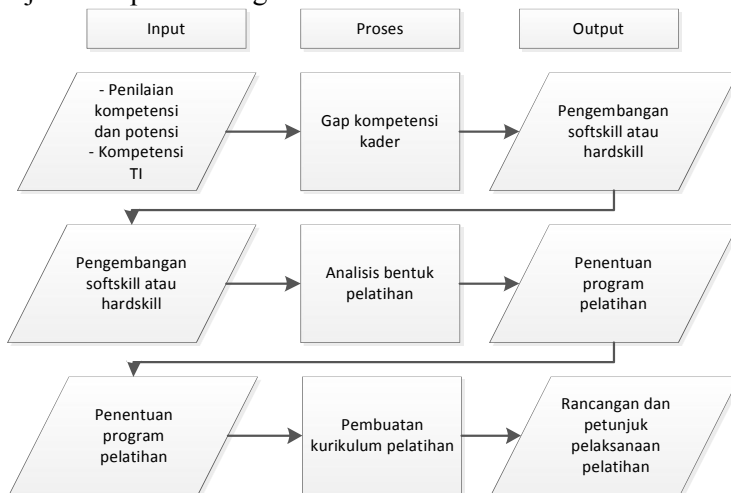 Input
Proses
Output
- Penilaian
kompetensi
dan potensi
- Kompetensi
TI
Gap kompetensi
kader
Pengembangan
softskill atau
hardskill
Pengembangan
softskill atau
hardskill
Analisis bentuk
pelatihan
Penentuan
program
pelatihan
Penentuan
program
pelatihan
Pembuatan
kurikulum pelatihan
Rancangan dan
petunjuk
pelaksanaan
pelatihan